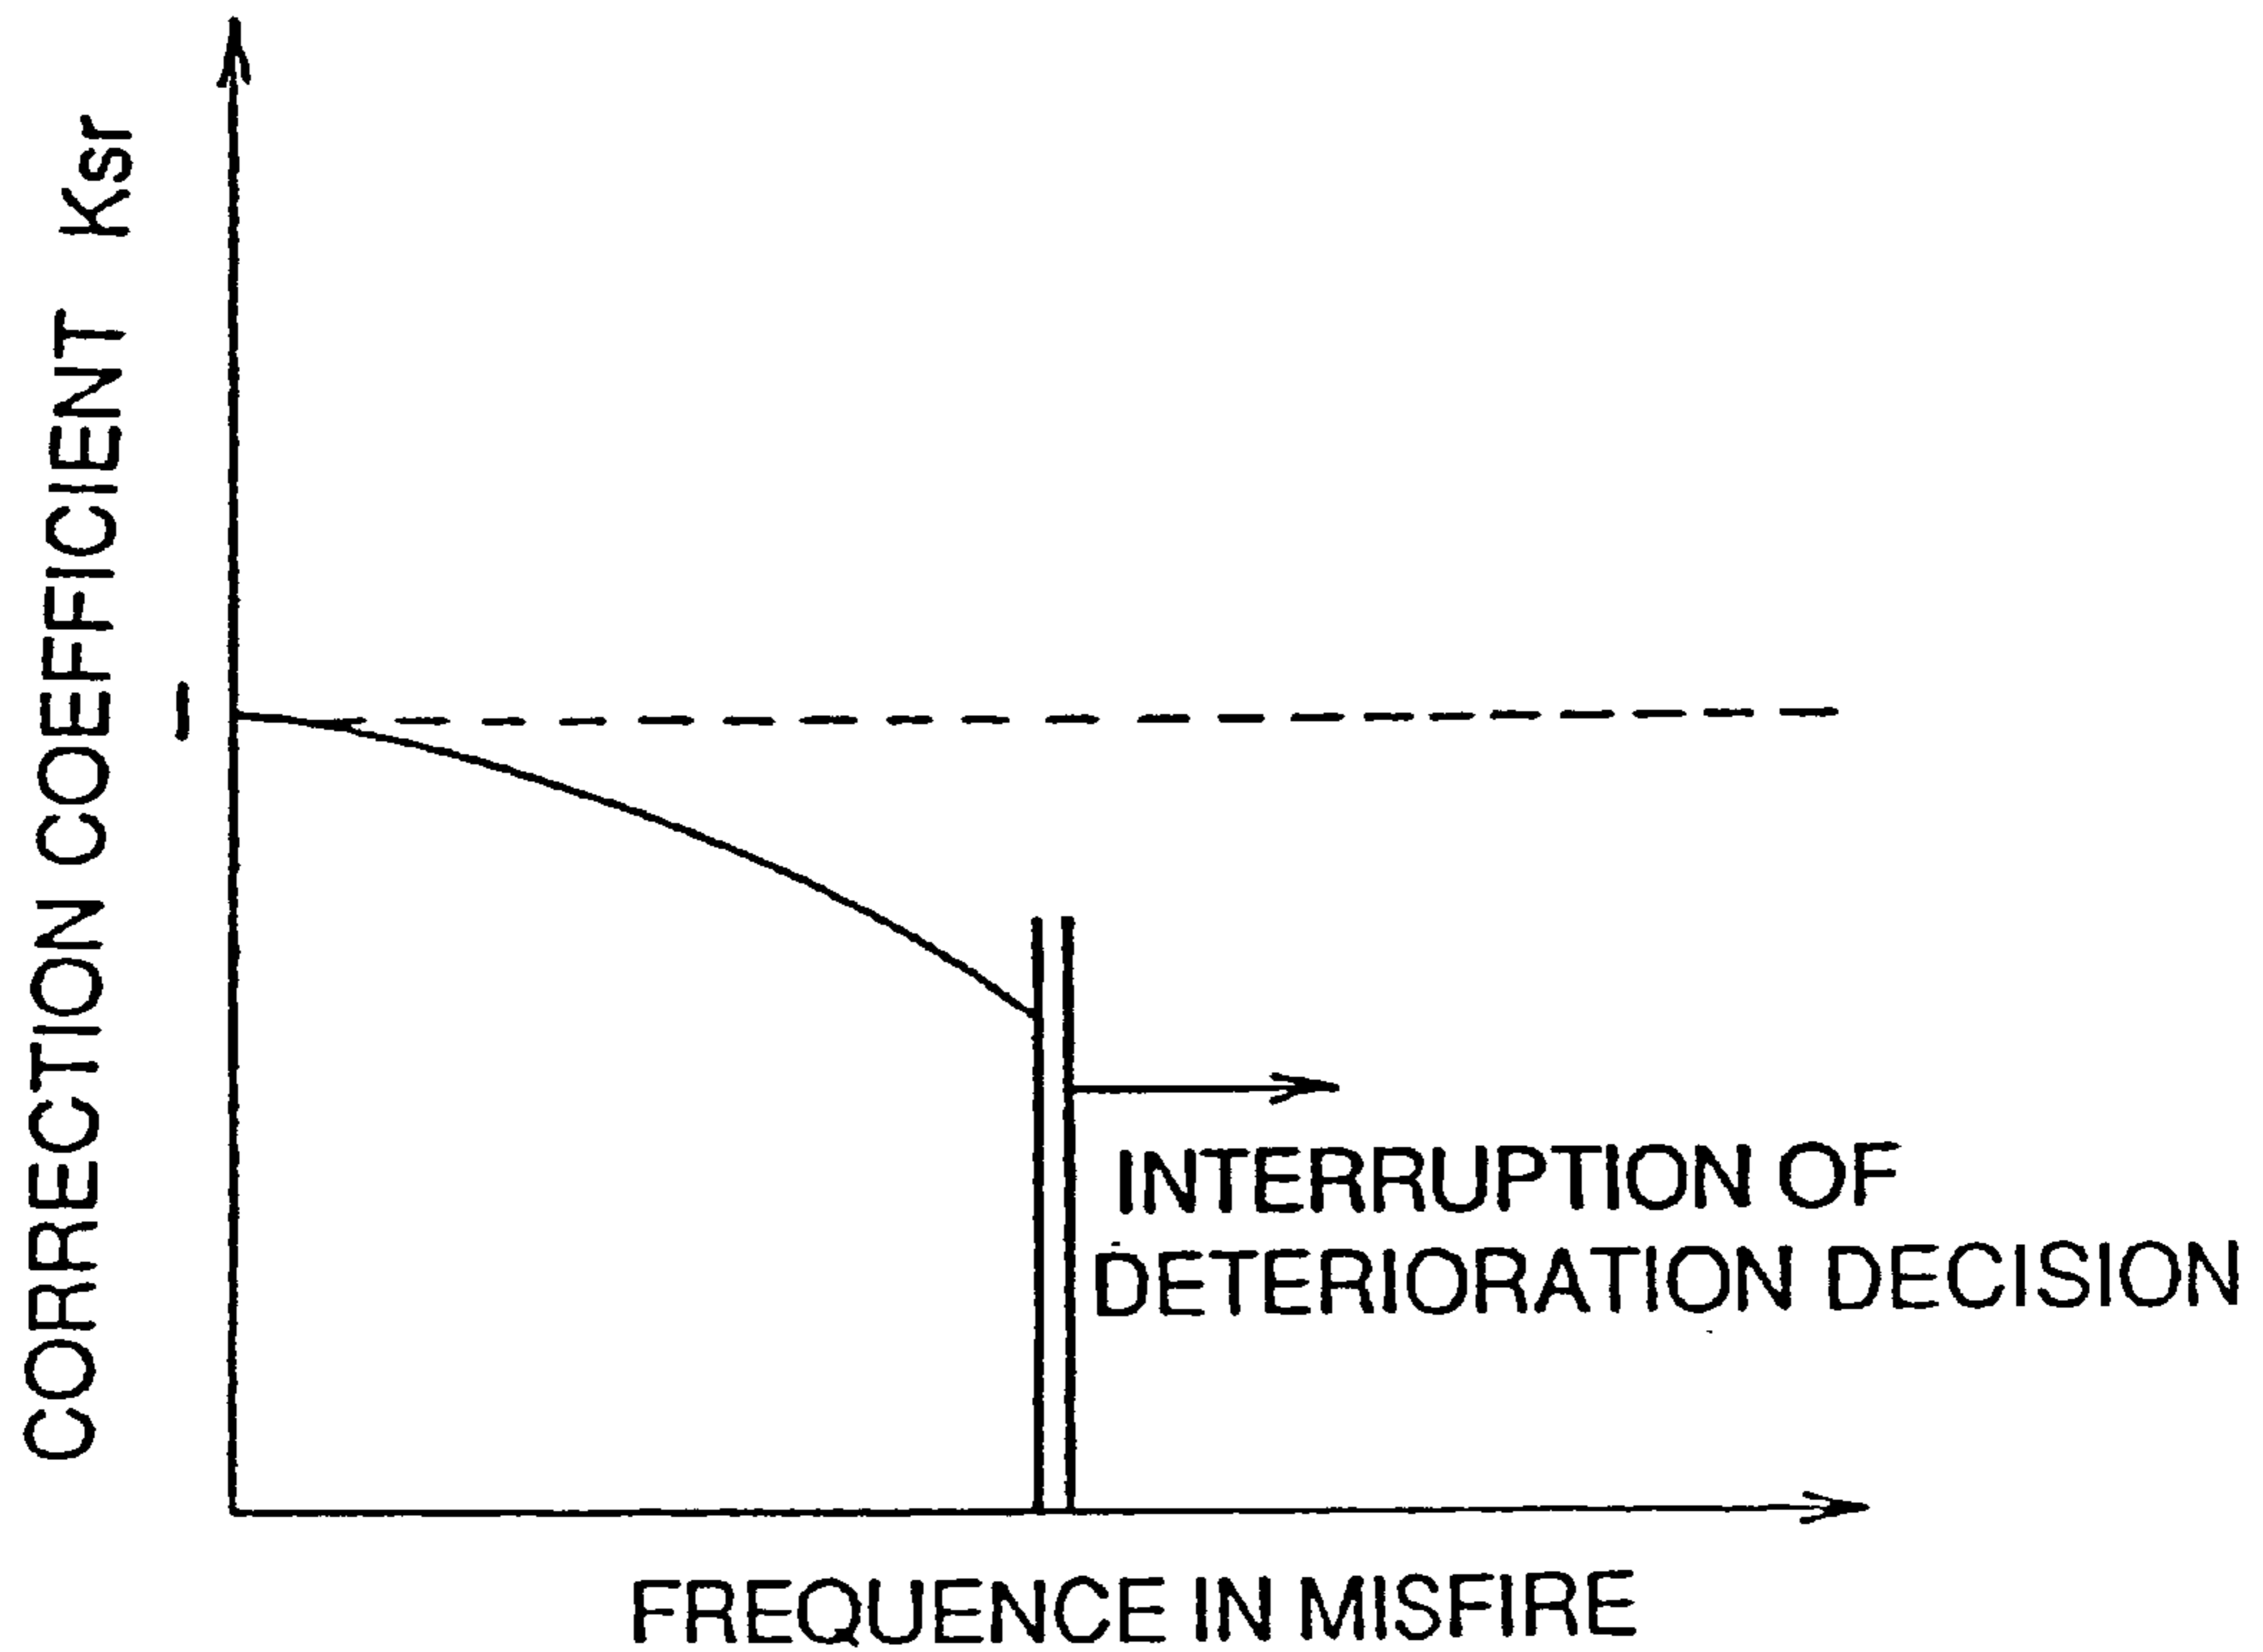 CORRECTION COEFFICIENT Ksr
1
INTERRUPTION OF
DETERIORATION DECISION
FREQUENCE IN MISFIRE